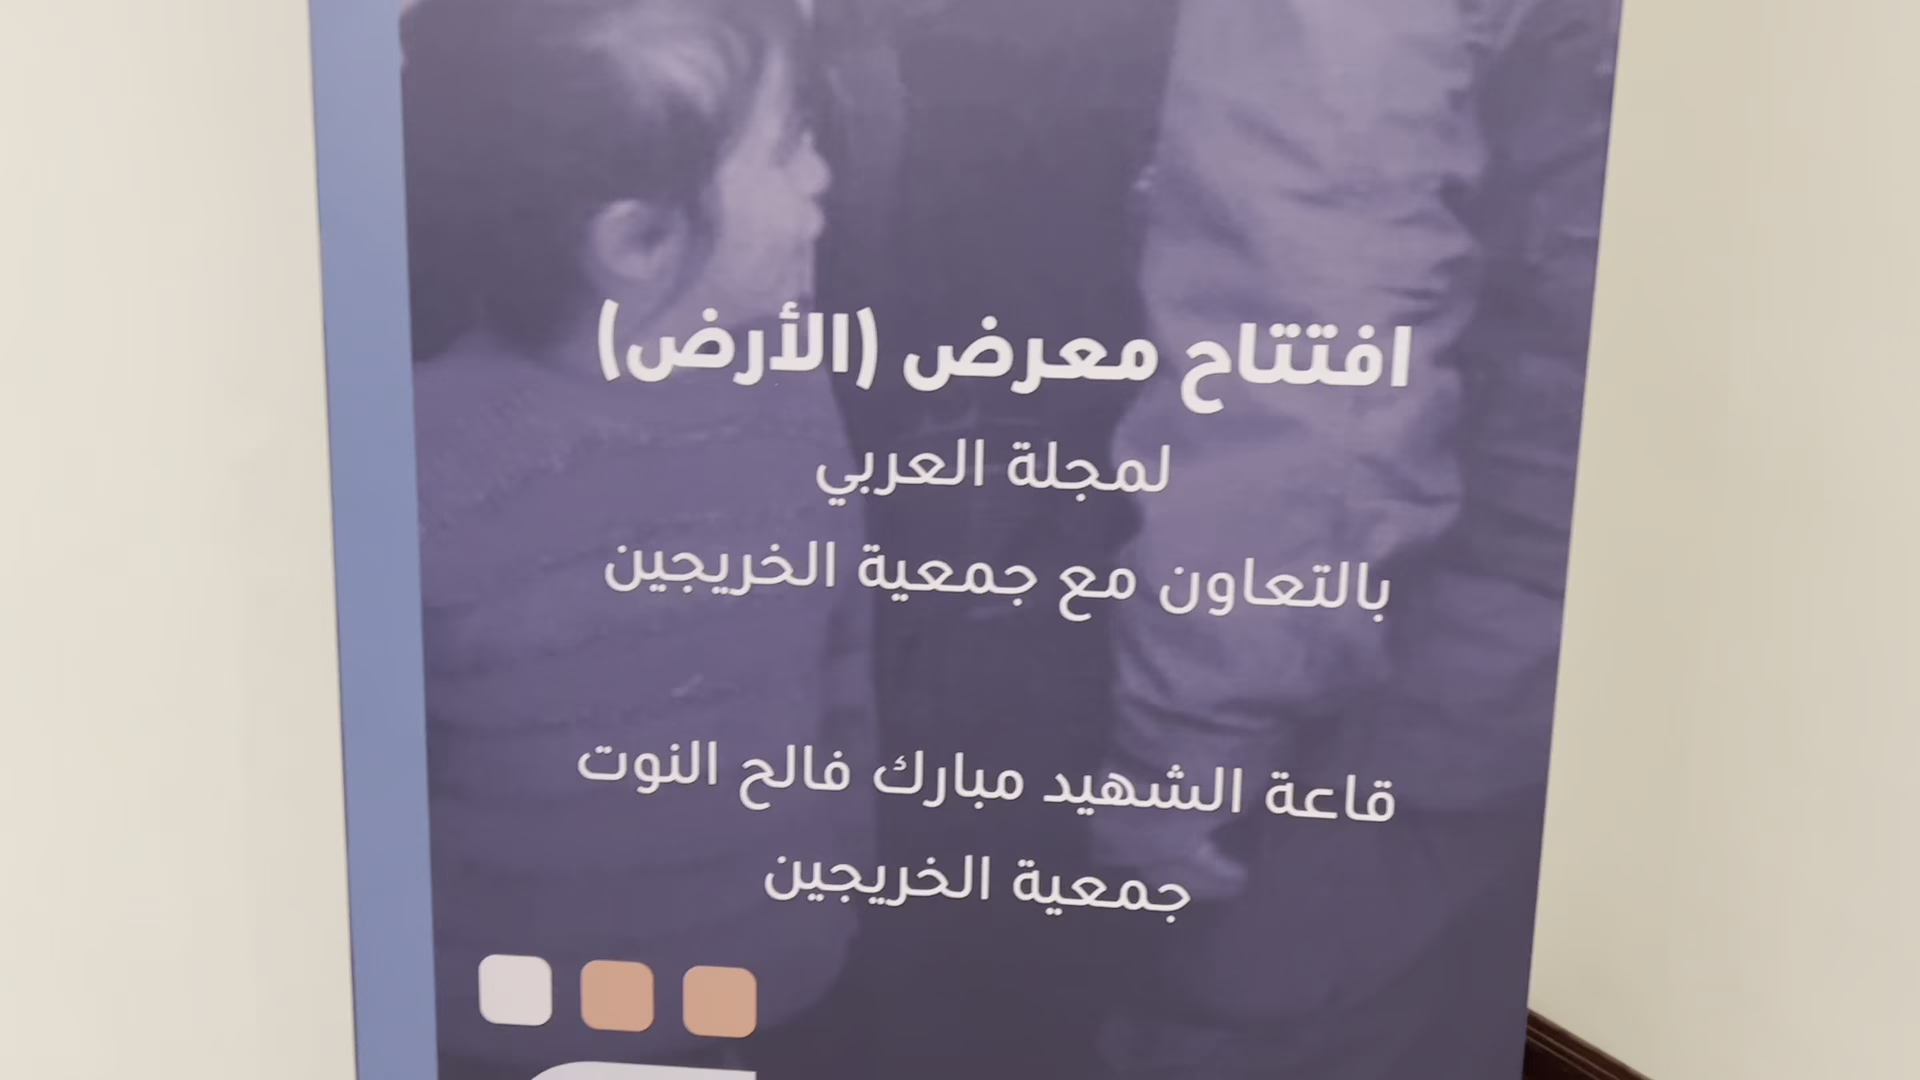 افتتاح معرض (الأرض)
لمجلة العربي
بالتعاون مع جمعية الخريجين
قاعة الشهيد مبارك فالح النوت
جمعية الخريجين